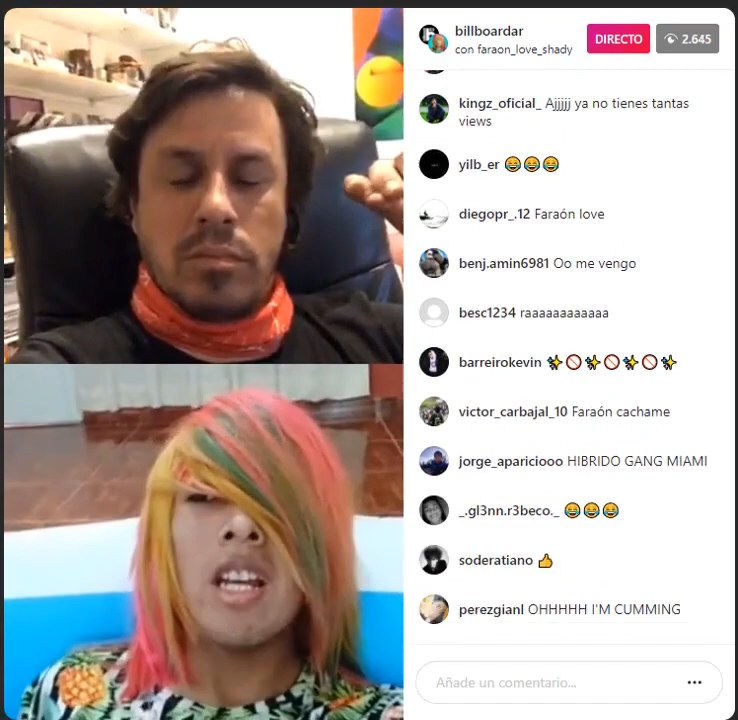 billboardar
con faraon_love_shady
DIRECTO
2.645
kingz_oficial_ Ajjjjj ya no tienes tantas
views
yilb_er 😂😂😂
diegopr_.12 Faraón love
benj.amin6981 Oo me vengo
besc1234 raaaaaaaaaaaa
barreirokevin ✨🚫✨🚫✨🚫✨
victor_carbajal_10 Faraón cachame
jorge_apariciooo HIBRIDO GANG MIAMI
_.gl3nn.r3beco._ 😂😂😂
soderatiano 👍
perezgianl OHHHHH I'M CUMMING
Añade un comentario...